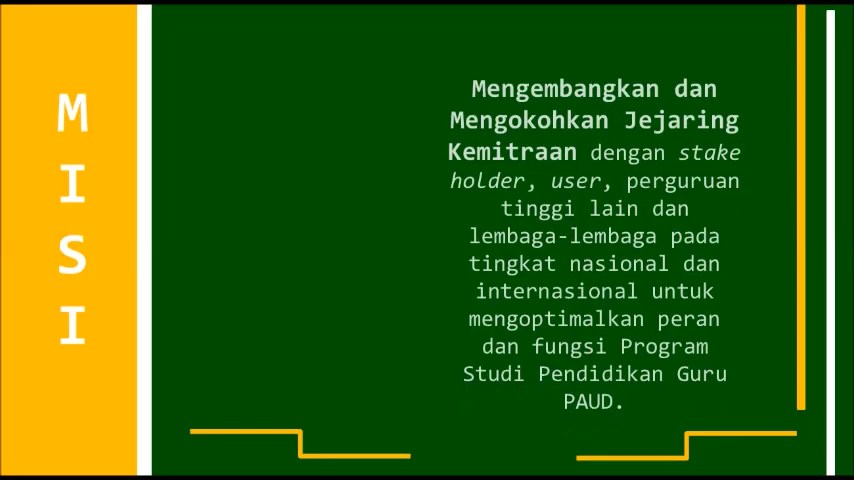 M
I
S
I
Mengembangkan dan
Mengokohkan Jejaring
Kemitraan dengan stake
holder, user, perguruan
tinggi lain dan
lembaga-lembaga pada
tingkat nasional dan
internasional untuk
mengoptimalkan peran
dan fungsi Program
Studi Pendidikan Guru
PAUD.